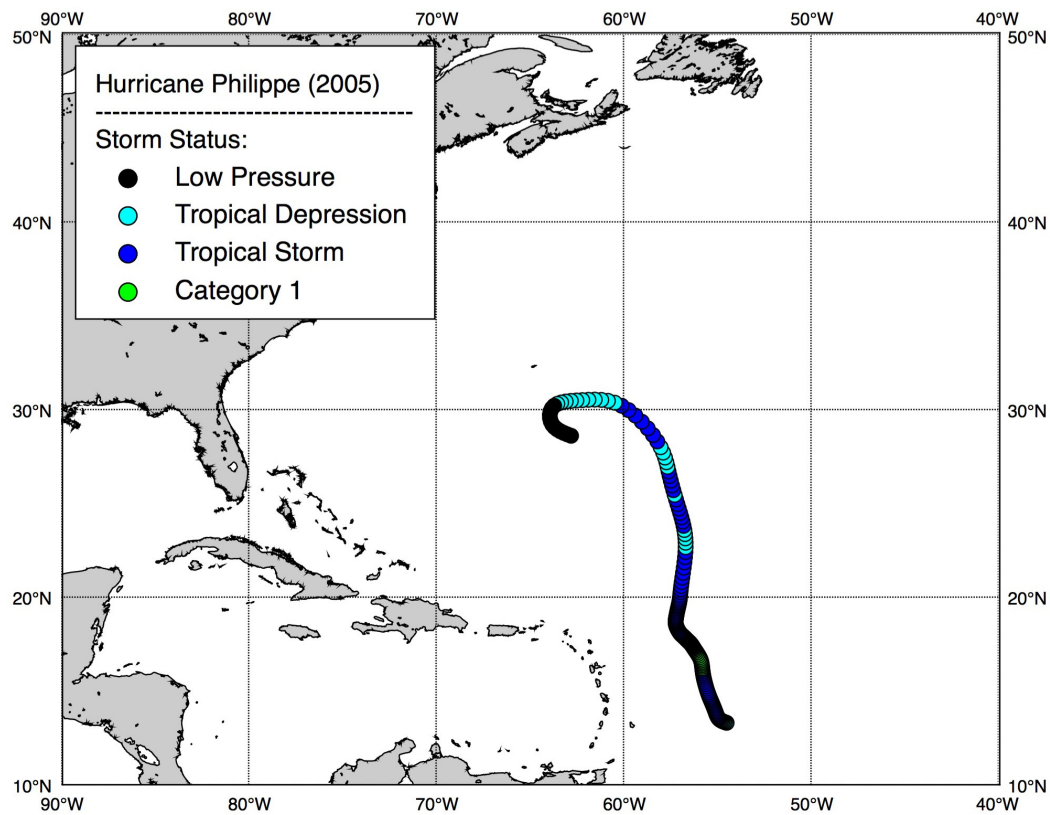 90°W 80°W 70°W 60°W 50°W 40°W
50°N 50°N
Hurricane Philippe (2005)
Storm Status:
Low Pressure
Tropical Depression
Tropical Storm
Category 1
40°N 40°N
30°N 30°N
20°N 20°N
10°N 10°N
90°W 80°W 70°W 60°W 50°W 40°W